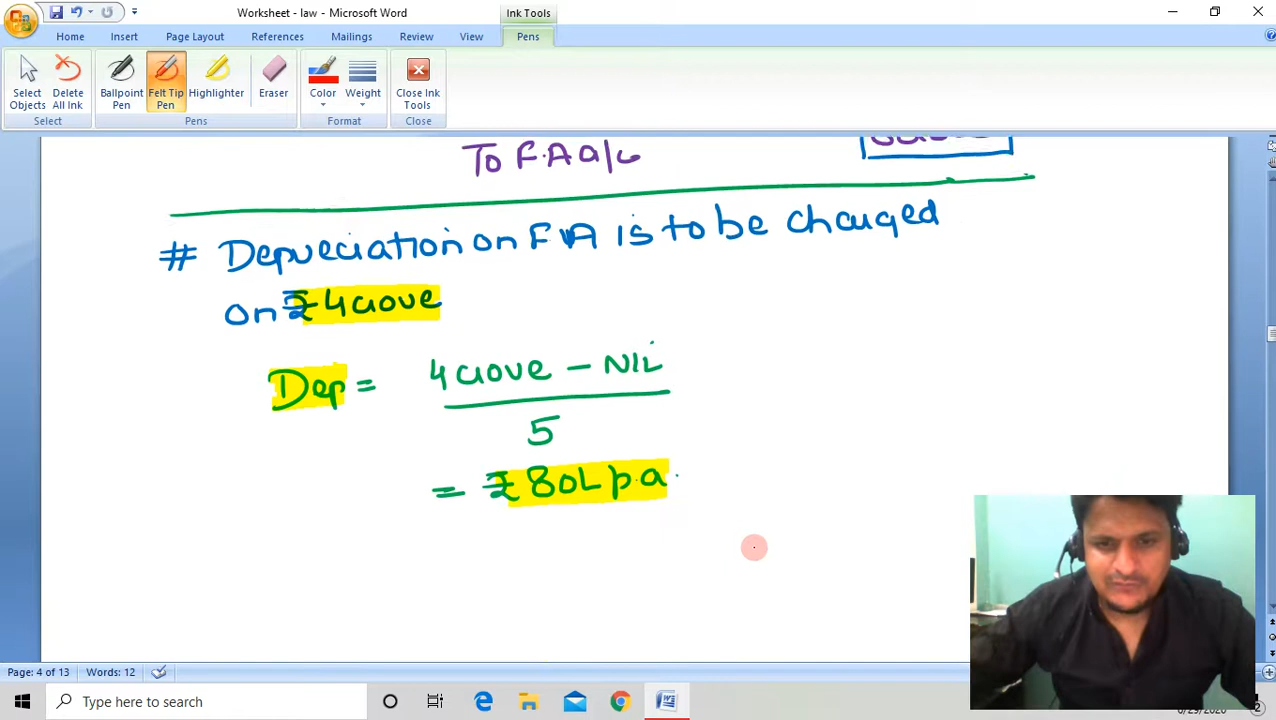 Worksheet - law - Microsoft Word
Ink Tools
Home Insert Page Layout References Mailings Review View Pens
Select Objects
Delete All Ink
Ballpoint Pen
Felt Tip Pen
Highlighter
Eraser
Color
Weight
Close Ink Tools
Select
Pens
Format
Close
To F.A a/c
# Depreciation on F.A is to be charged
on ₹4crore
Dep = 4crore - NIL
5
= ₹80L p.a.
Page: 4 of 13 Words: 12
Type here to search